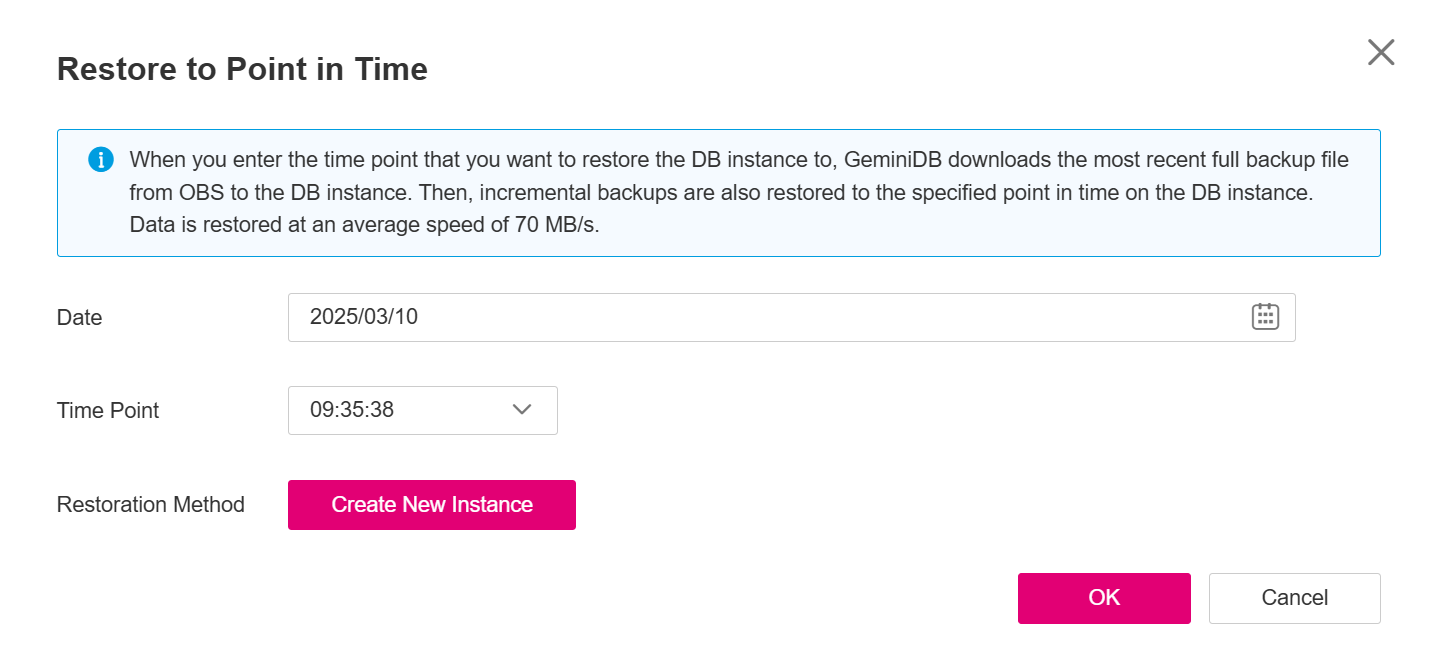 Restore to Point in Time
When you enter the time point that you want to restore the DB instance to, GeminiDB downloads the most recent full backup file
from OBS to the DB instance. Then, incremental backups are also restored to the specified point in time on the DB instance.
Data is restored at an average speed of 70 MB/s.
Date 2025/03/10
Time Point 09:35:38
Restoration Method Create New Instance
OK Cancel